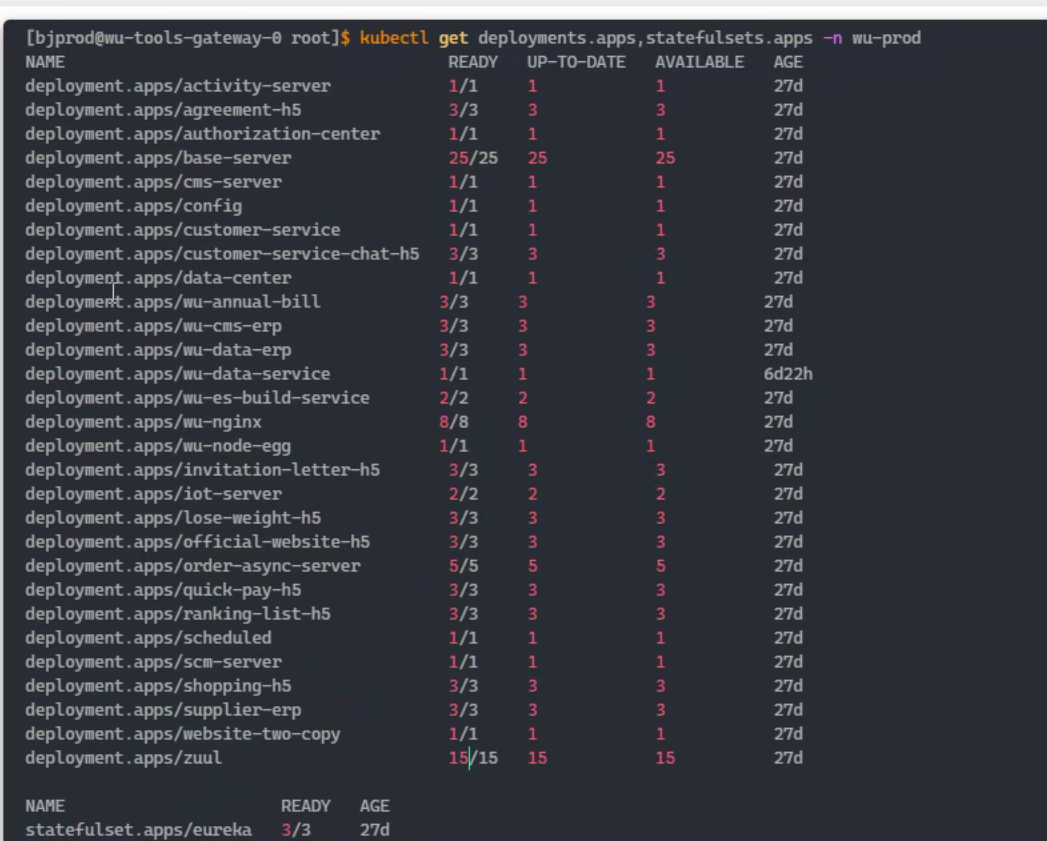 [bjprod@wu-tools-gateway-0 root]$ kubectl get deployments.apps,statefulsets.apps -n wu-prod
NAME READY UP-TO-DATE AVAILABLE AGE
deployment.apps/activity-server 1/1 1 1 27d
deployment.apps/agreement-h5 3/3 3 3 27d
deployment.apps/authorization-center 1/1 1 1 27d
deployment.apps/base-server 25/25 25 25 27d
deployment.apps/cms-server 1/1 1 1 27d
deployment.apps/config 1/1 1 1 27d
deployment.apps/customer-service 1/1 1 1 27d
deployment.apps/customer-service-chat-h5 3/3 3 3 27d
deployment.apps/data-center 1/1 1 1 27d
deployment.apps/wu-annual-bill 3/3 3 3 27d
deployment.apps/wu-cms-erp 3/3 3 3 27d
deployment.apps/wu-data-erp 3/3 3 3 27d
deployment.apps/wu-data-service 1/1 1 1 6d22h
deployment.apps/wu-es-build-service 2/2 2 2 27d
deployment.apps/wu-nginx 8/8 8 8 27d
deployment.apps/wu-node-egg 1/1 1 1 27d
deployment.apps/invitation-letter-h5 3/3 3 3 27d
deployment.apps/iot-server 2/2 2 2 27d
deployment.apps/lose-weight-h5 3/3 3 3 27d
deployment.apps/official-website-h5 3/3 3 3 27d
deployment.apps/order-async-server 5/5 5 5 27d
deployment.apps/quick-pay-h5 3/3 3 3 27d
deployment.apps/ranking-list-h5 3/3 3 3 27d
deployment.apps/scheduled 1/1 1 1 27d
deployment.apps/scm-server 1/1 1 1 27d
deployment.apps/shopping-h5 3/3 3 3 27d
deployment.apps/supplier-erp 3/3 3 3 27d
deployment.apps/website-two-copy 1/1 1 1 27d
deployment.apps/zuul 15/15 15 15 27d
NAME READY AGE
statefulset.apps/eureka 3/3 27d